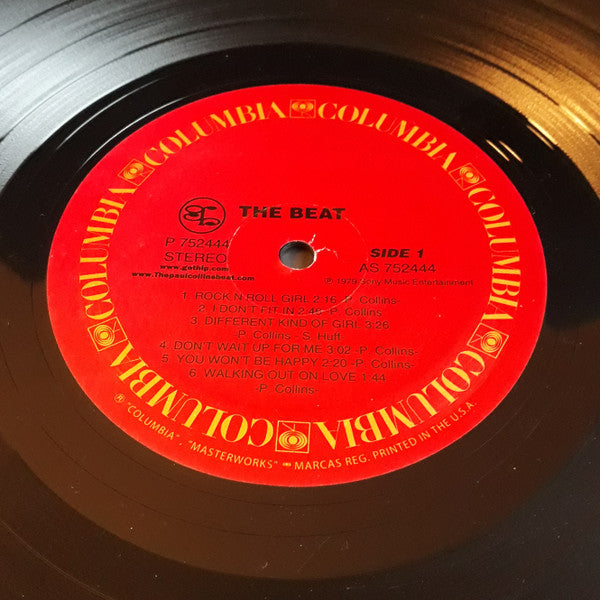 COLUMBIA COLUMBIA COLUMBIA COLUMBIA COLUMBIA COLUMBIA
THE BEAT
P 752444
STEREO
www.gethip.com
www.Thepaulcollinsbeat.com
SIDE 1
AS 752444
℗ 1979 Sony Music Entertainment
1. ROCK N ROLL GIRL 2:16 -P. Collins
2. I DON'T FIT IN 2:46 -P. Collins
3. DIFFERENT KIND OF GIRL 3:26
P. Collins - S. Huff-
4. DON'T WAIT UP FOR ME 3:02 -P. Collins-
5. YOU WON'T BE HAPPY 2:20 -P. Collins-
6. WALKING OUT ON LOVE 1:44
-P. Collins-
® "COLUMBIA", "MASTERWORKS" MARCAS REG. PRINTED IN THE U.S.A